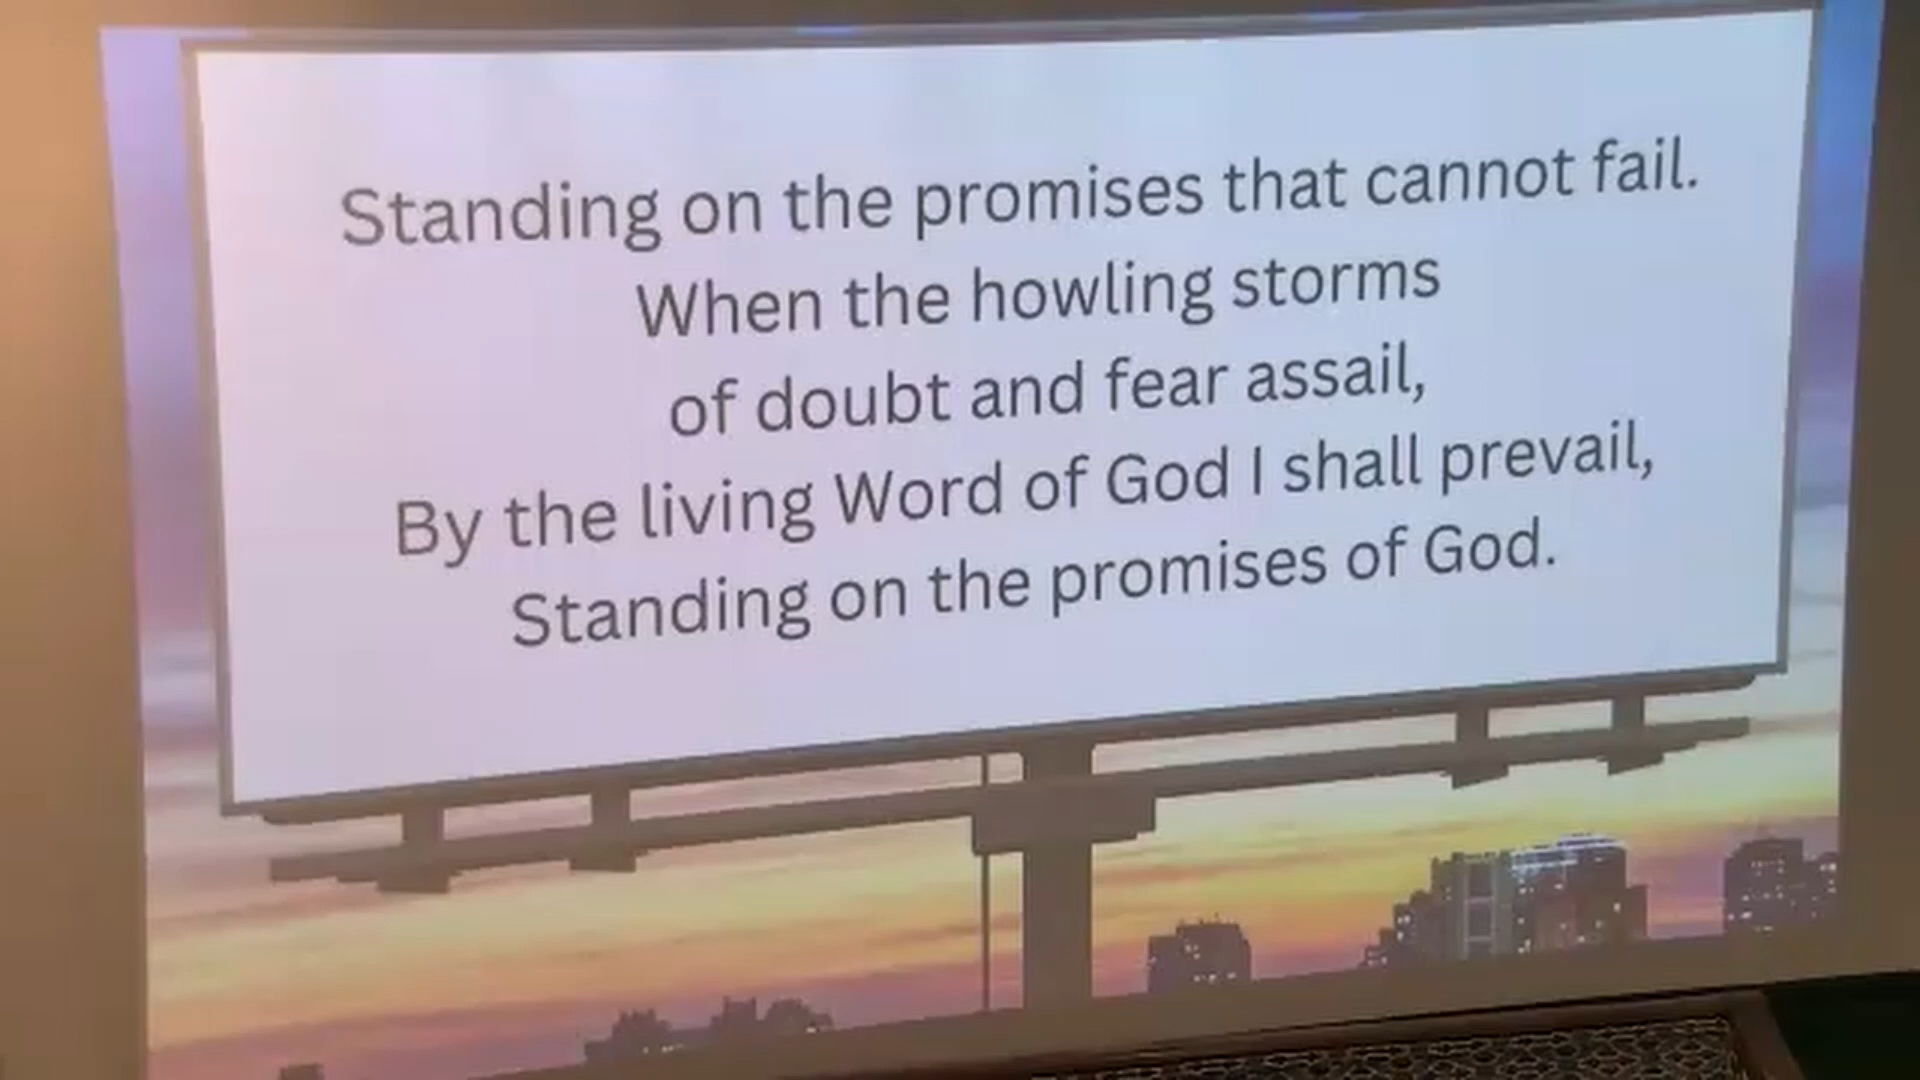 Standing on the promises that cannot fail.
When the howling storms
of doubt and fear assail,
By the living Word of God I shall prevail,
Standing on the promises of God.